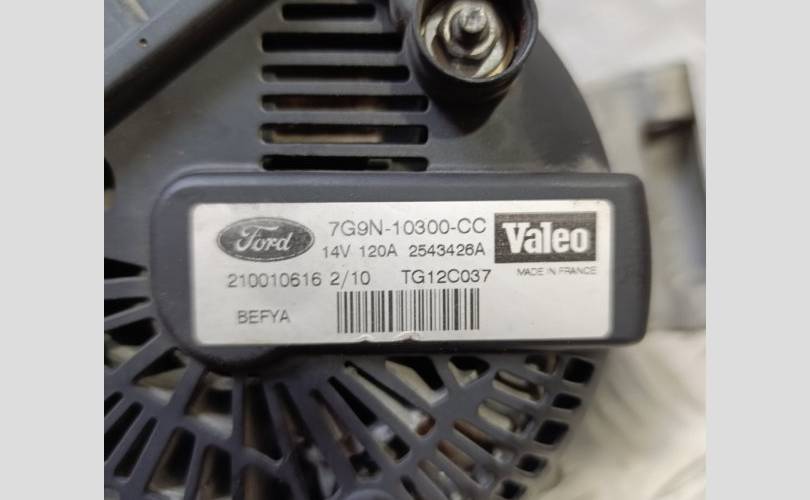 Ford 7G9N-10300-CC Valeo
14V 120A 2543426A
MADE IN FRANCE
210010616 2/10 TG12C037
BEFYA